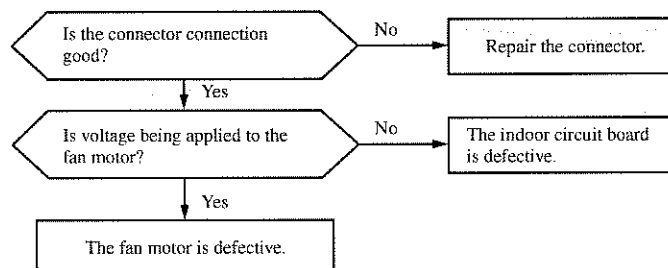 Is the connector connection
good?
No
Repair the connector.
Yes
Is voltage being applied to the
fan motor?
No
The indoor circuit board
is defective.
Yes
The fan motor is defective.